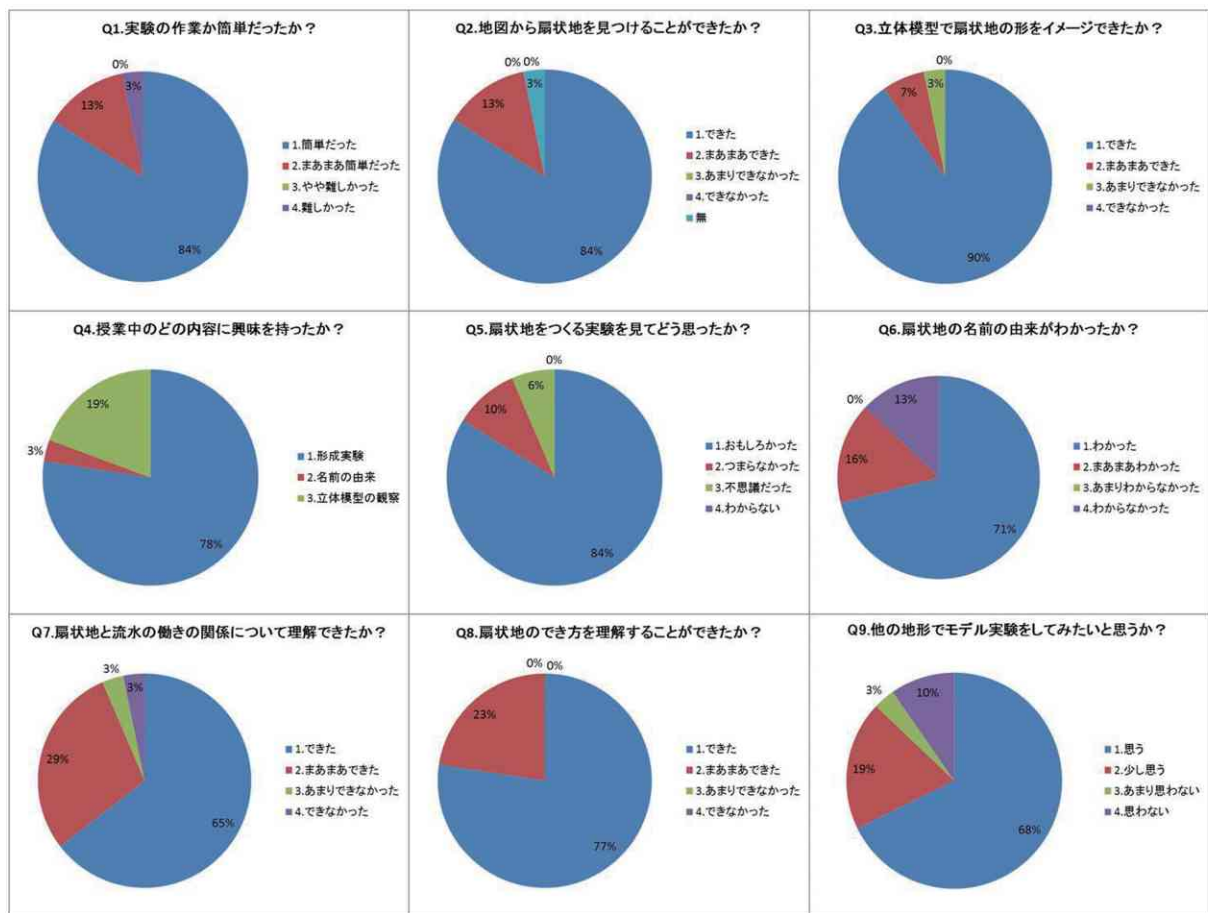 Q1.実験の作業か簡単だったか？
0%
3%
13%
84%
1.簡単だった
2.まあまあ簡単だった
3.やや難しかった
4.難しかった
Q2.地図から扇状地を見つけることができたか？
0% 0%
3%
13%
84%
1.できた
2.まあまあできた
3.あまりできなかった
4.できなかった
無
Q3.立体模型で扇状地の形をイメージできたか？
0%
3%
7%
90%
1.できた
2.まあまあできた
3.あまりできなかった
4.できなかった
Q4.授業中のどの内容に興味を持ったか？
19%
3%
78%
1.形成実験
2.名前の由来
3.立体模型の観察
Q5.扇状地をつくる実験を見てどう思ったか？
0%
6%
10%
84%
1.おもしろかった
2.つまらなかった
3.不思議だった
4.わからない
Q6.扇状地の名前の由来がわかったか？
13%
0%
16%
71%
1.わかった
2.まあまあわかった
3.あまりわからなかった
4.わからなかった
Q7.扇状地と流水の働きの関係について理解できたか？
3%
3%
29%
65%
1.できた
2.まあまあできた
3.あまりできなかった
4.できなかった
Q8.扇状地のでき方を理解することができたか？
0% 0%
23%
77%
1.できた
2.まあまあできた
3.あまりできなかった
4.できなかった
Q9.他の地形でモデル実験をしてみたいと思うか？
3%
10%
19%
68%
1.思う
2.少し思う
3.あまり思わない
4.思わない